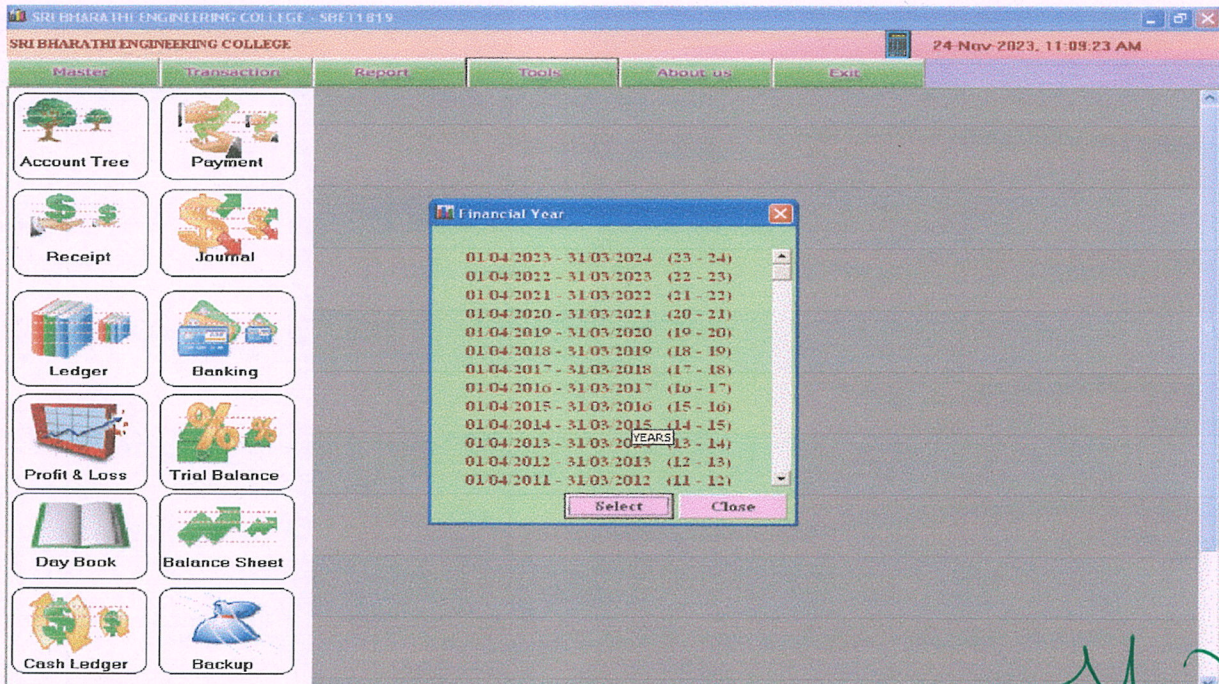 SRI BHARATHI ENGINEERING COLLEGE - SBET1819
SRI BHARATHI ENGINEERING COLLEGE
24-Nov-2023, 11:09:23 AM
Master Transaction Report Tools About us Exit
Account Tree Payment
Receipt Journal
Ledger Banking
Profit & Loss Trial Balance
Day Book Balance Sheet
Cash Ledger Backup
Financial Year
01/04/2023 - 31/03/2024 (23 - 24)
01/04/2022 - 31/03/2023 (22 - 23)
01/04/2021 - 31/03/2022 (21 - 22)
01/04/2020 - 31/03/2021 (20 - 21)
01/04/2019 - 31/03/2020 (19 - 20)
01/04/2018 - 31/03/2019 (18 - 19)
01/04/2017 - 31/03/2018 (17 - 18)
01/04/2016 - 31/03/2017 (16 - 17)
01/04/2015 - 31/03/2016 (15 - 16)
01/04/2014 - 31/03/2015 (14 - 15)
YEARS
01/04/2013 - 13 - 14)
01/04/2012 - 31/03/2013 (12 - 13)
01/04/2011 - 31/03/2012 (11 - 12)
Select Close